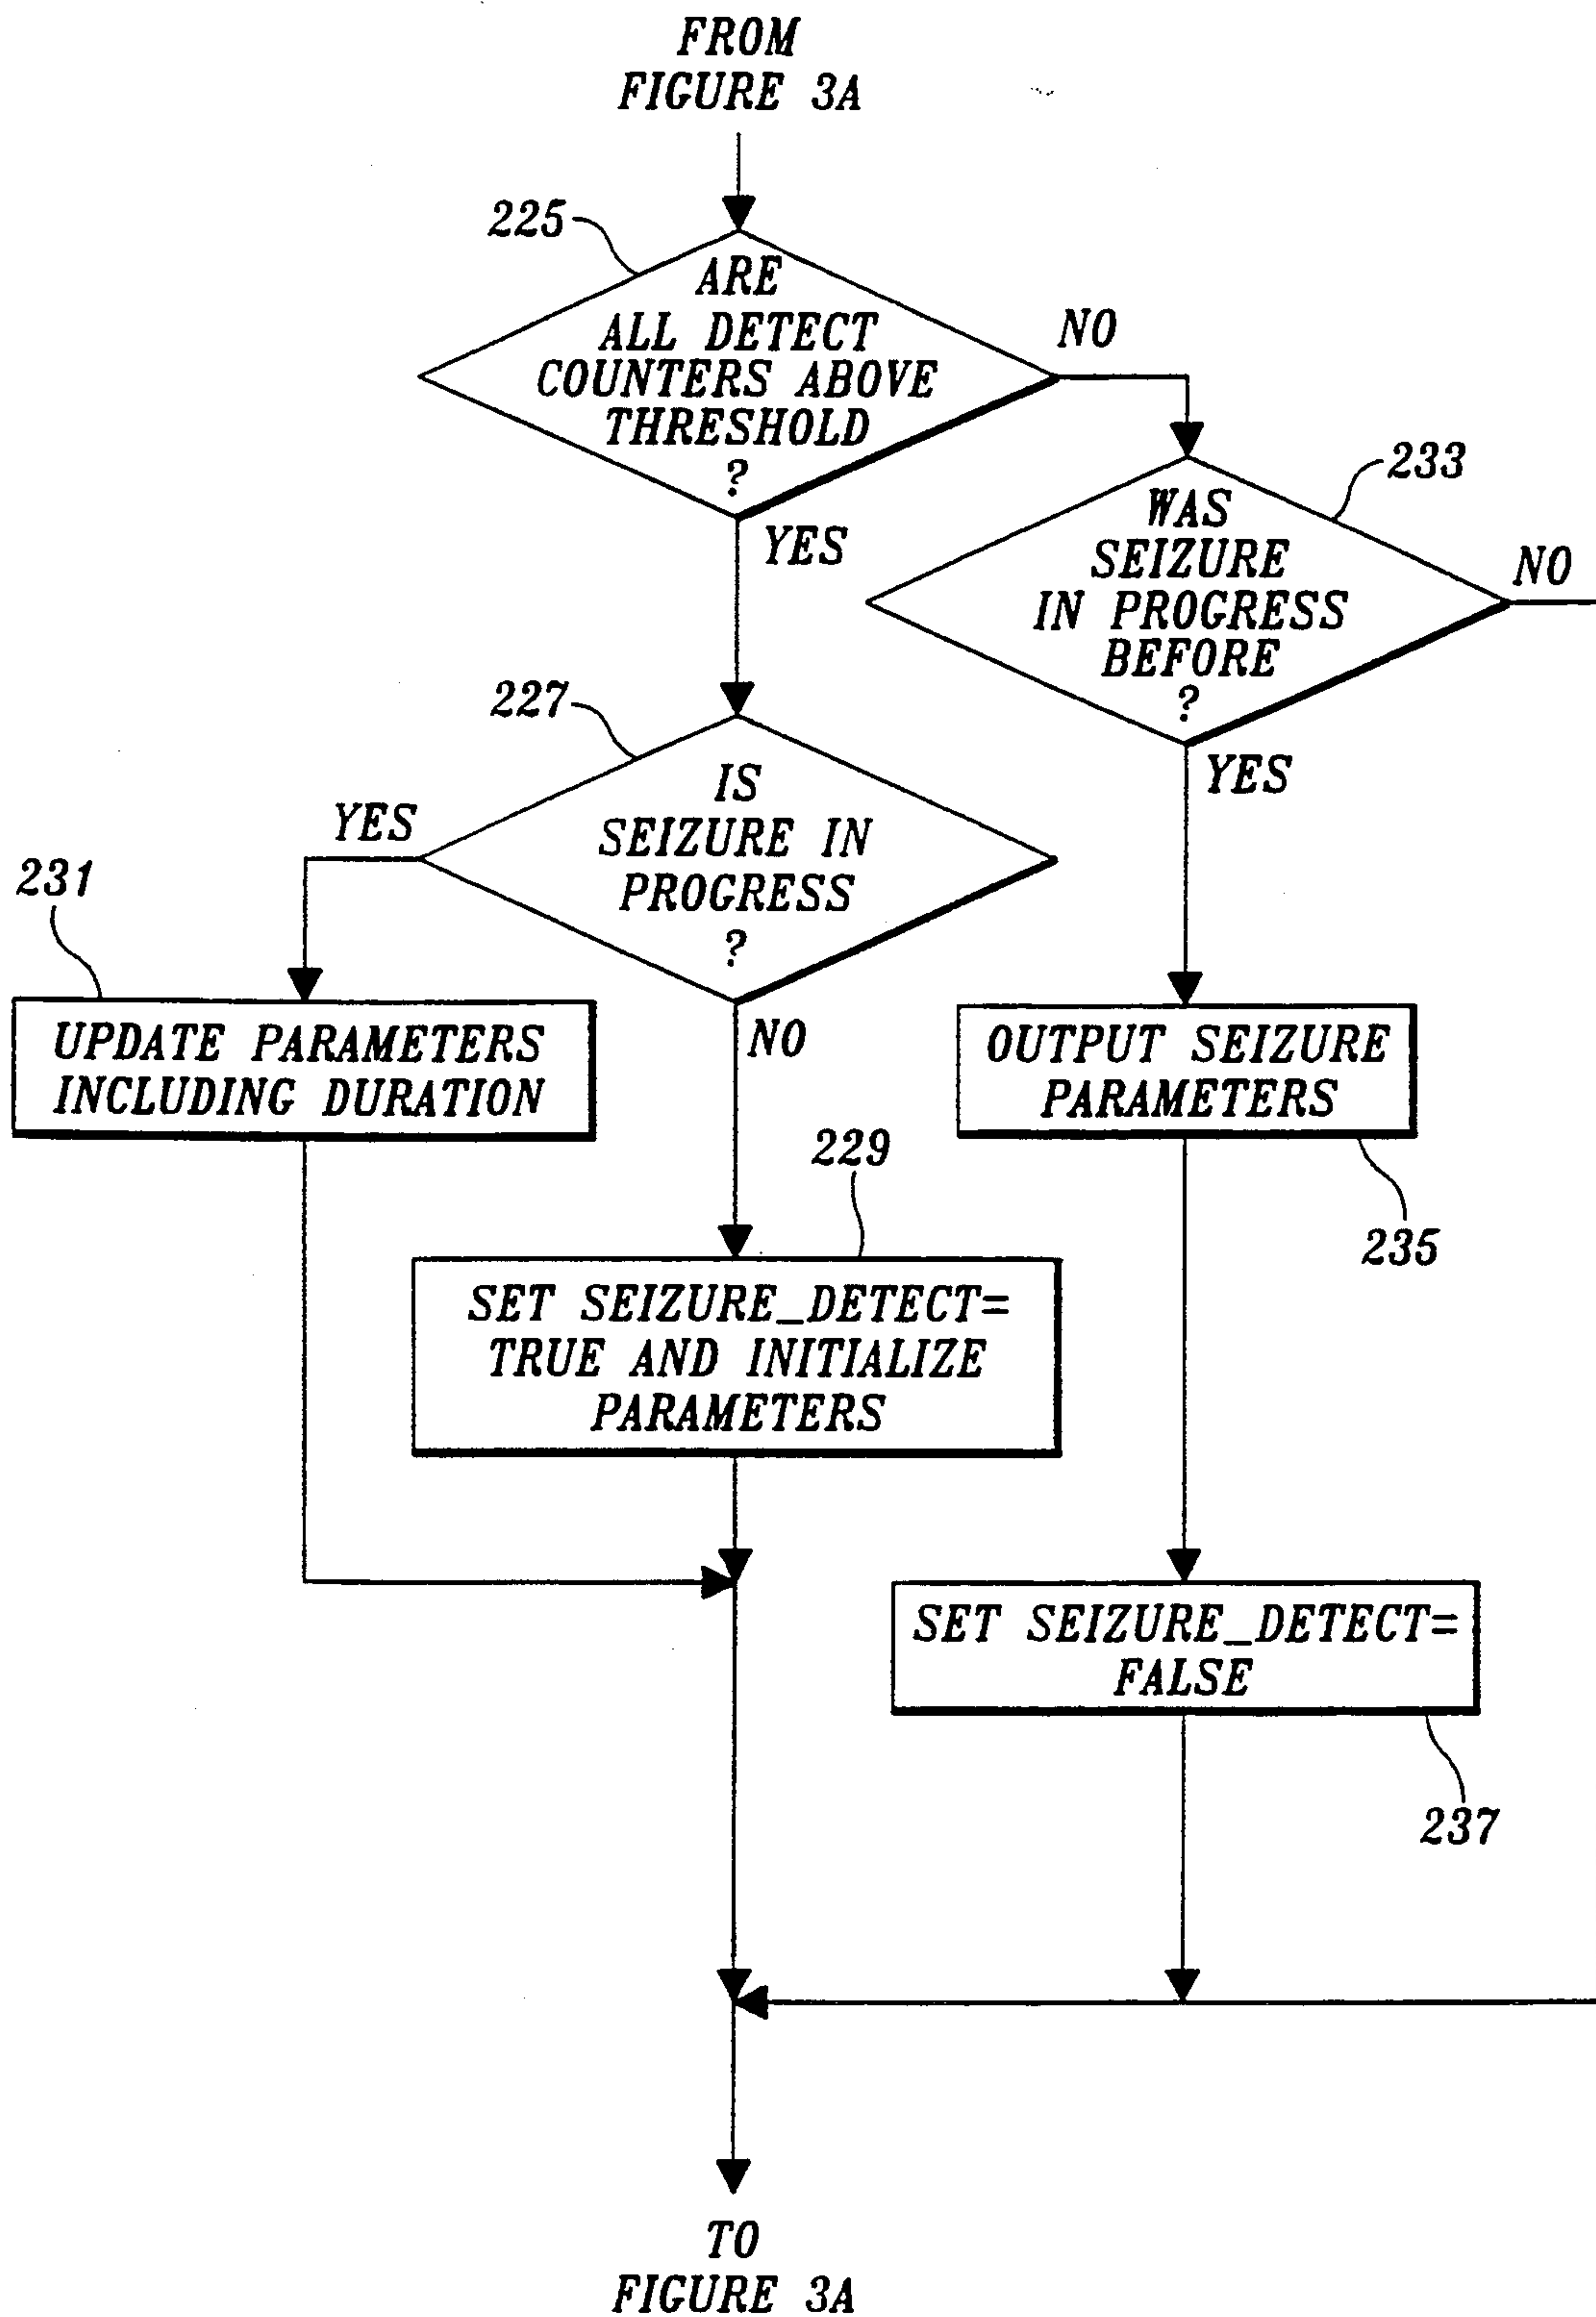 FROM
FIGURE 3A
225
ARE
ALL DETECT
COUNTERS ABOVE
THRESHOLD
?
NO
YES
233
WAS
SEIZURE
IN PROGRESS
BEFORE
?
NO
YES
227
IS
SEIZURE IN
PROGRESS
?
YES
NO
231
UPDATE PARAMETERS
INCLUDING DURATION
OUTPUT SEIZURE
PARAMETERS
235
229
SET SEIZURE_DETECT=
TRUE AND INITIALIZE
PARAMETERS
SET SEIZURE_DETECT=
FALSE
237
TO
FIGURE 3A